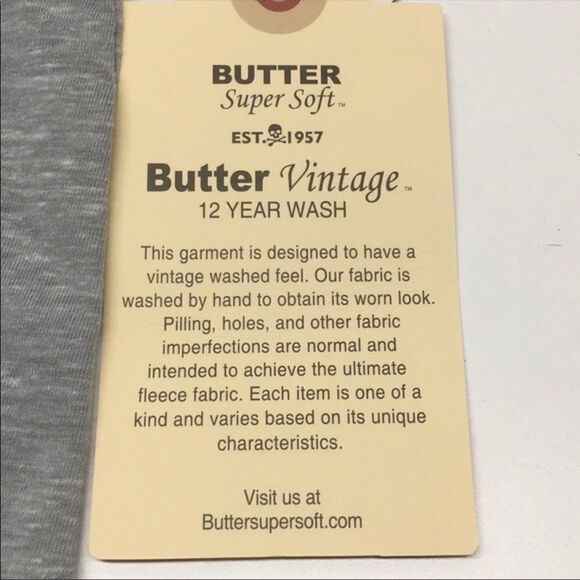 BUTTER
Super Soft™
EST. 1957
Butter Vintage™
12 YEAR WASH
This garment is designed to have a
vintage washed feel. Our fabric is
washed by hand to obtain its worn look.
Pilling, holes, and other fabric
imperfections are normal and
intended to achieve the ultimate
fleece fabric. Each item is one of a
kind and varies based on its unique
characteristics.
Visit us at
Buttersupersoft.com